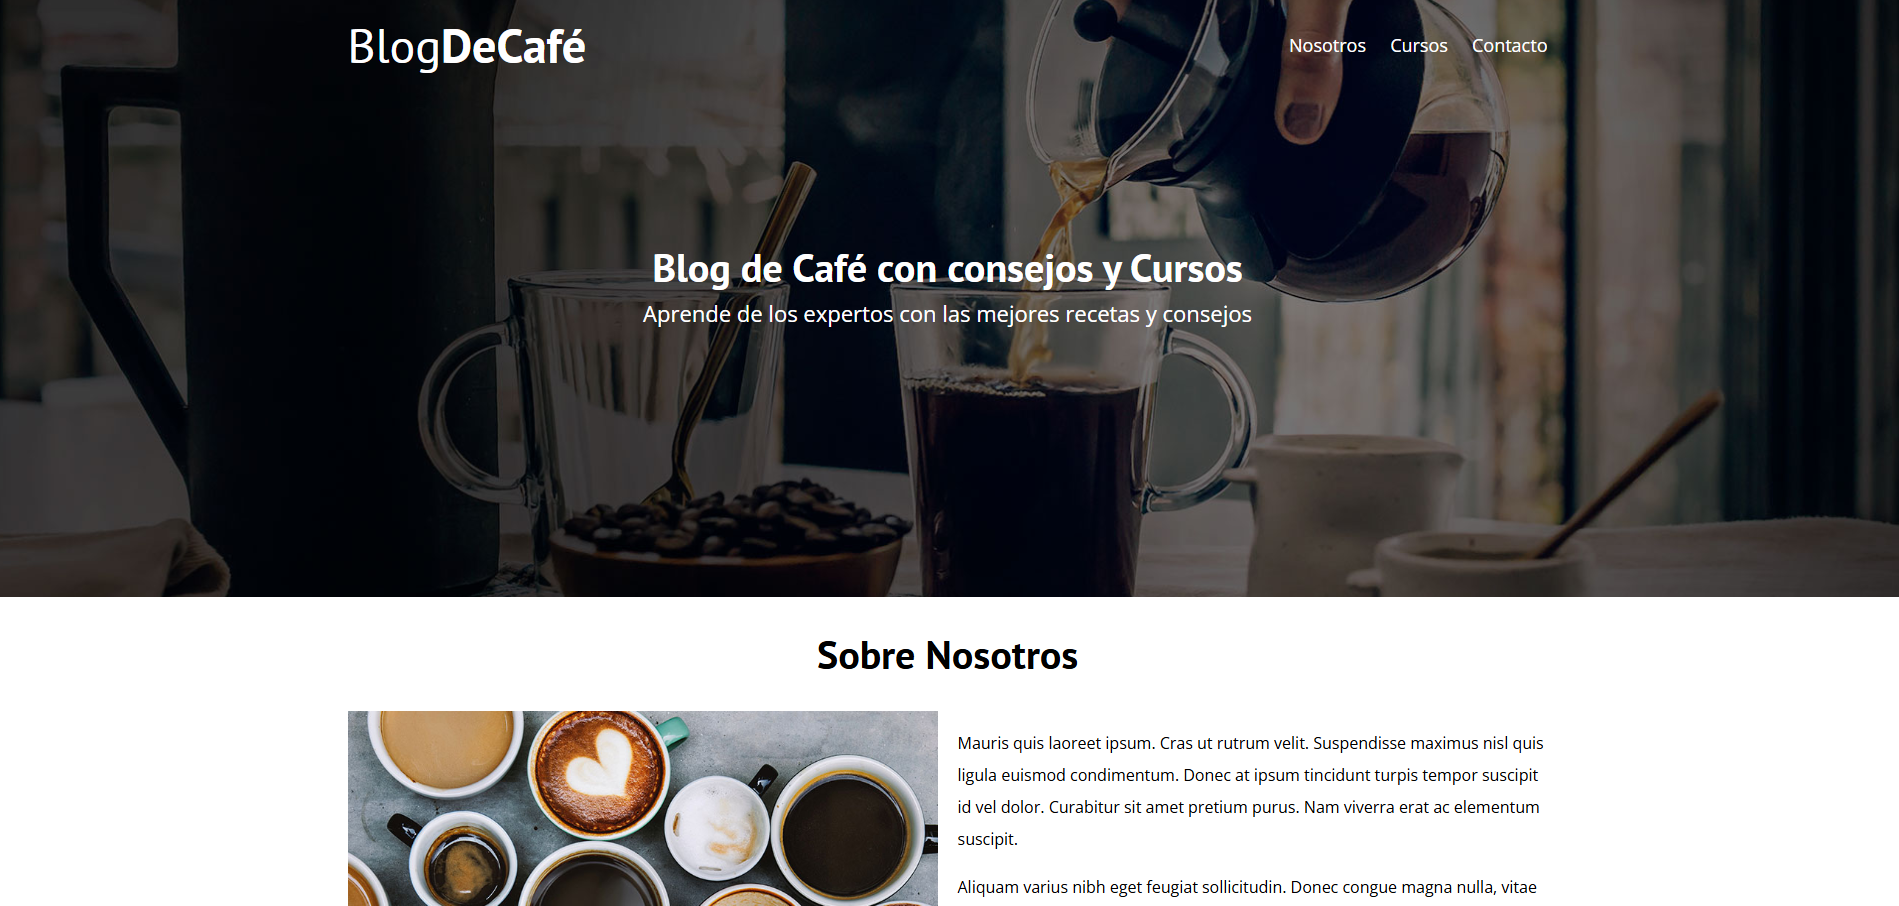 BlogDeCafé
Nosotros Cursos Contacto
Blog de Café con consejos y Cursos
Aprende de los expertos con las mejores recetas y consejos
Sobre Nosotros
Mauris quis laoreet ipsum. Cras ut rutrum velit. Suspendisse maximus nisl quis
ligula euismod condimentum. Donec at ipsum tincidunt turpis tempor suscipit
id vel dolor. Curabitur sit amet pretium purus. Nam viverra erat ac elementum
suscipit.
Aliquam varius nibh eget feugiat sollicitudin. Donec congue magna nulla, vitae